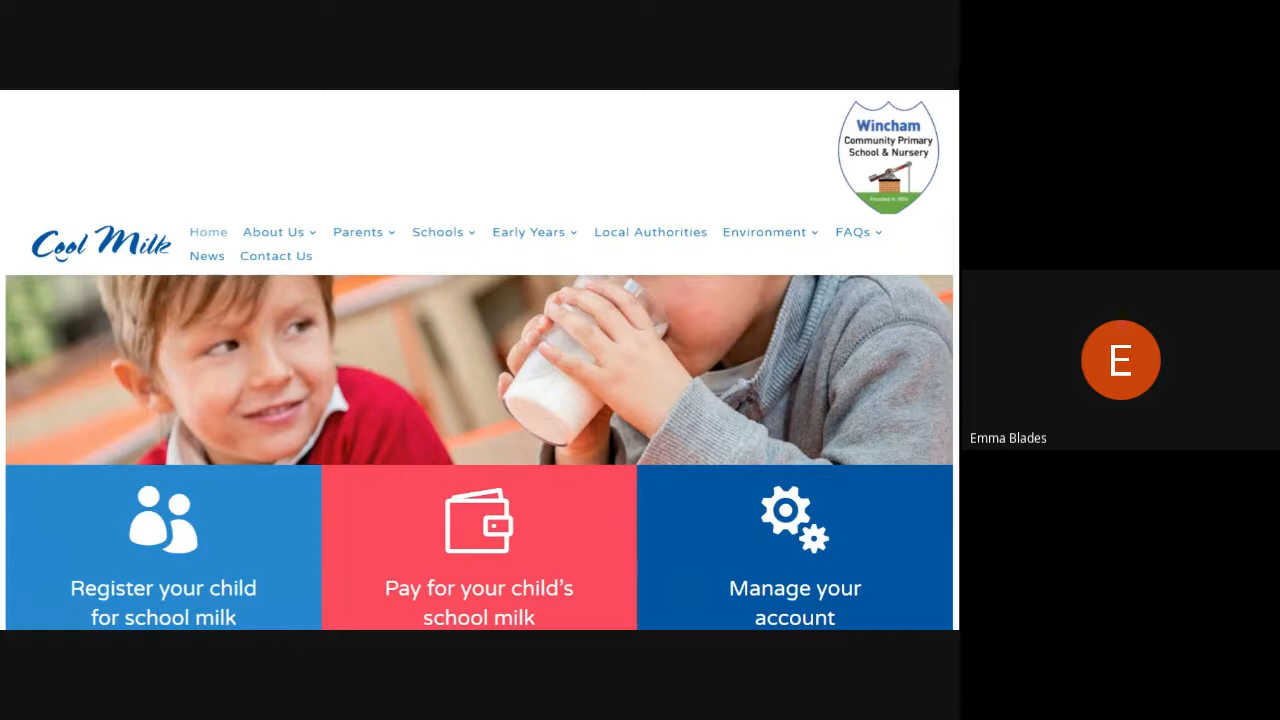 Wincham
Community Primary
School & Nursery
Cool Milk
Home About Us Parents Schools Early Years Local Authorities Environment FAQs
News Contact Us
Register your child
for school milk
Pay for your child's
school milk
Manage your
account
E
Emma Blades